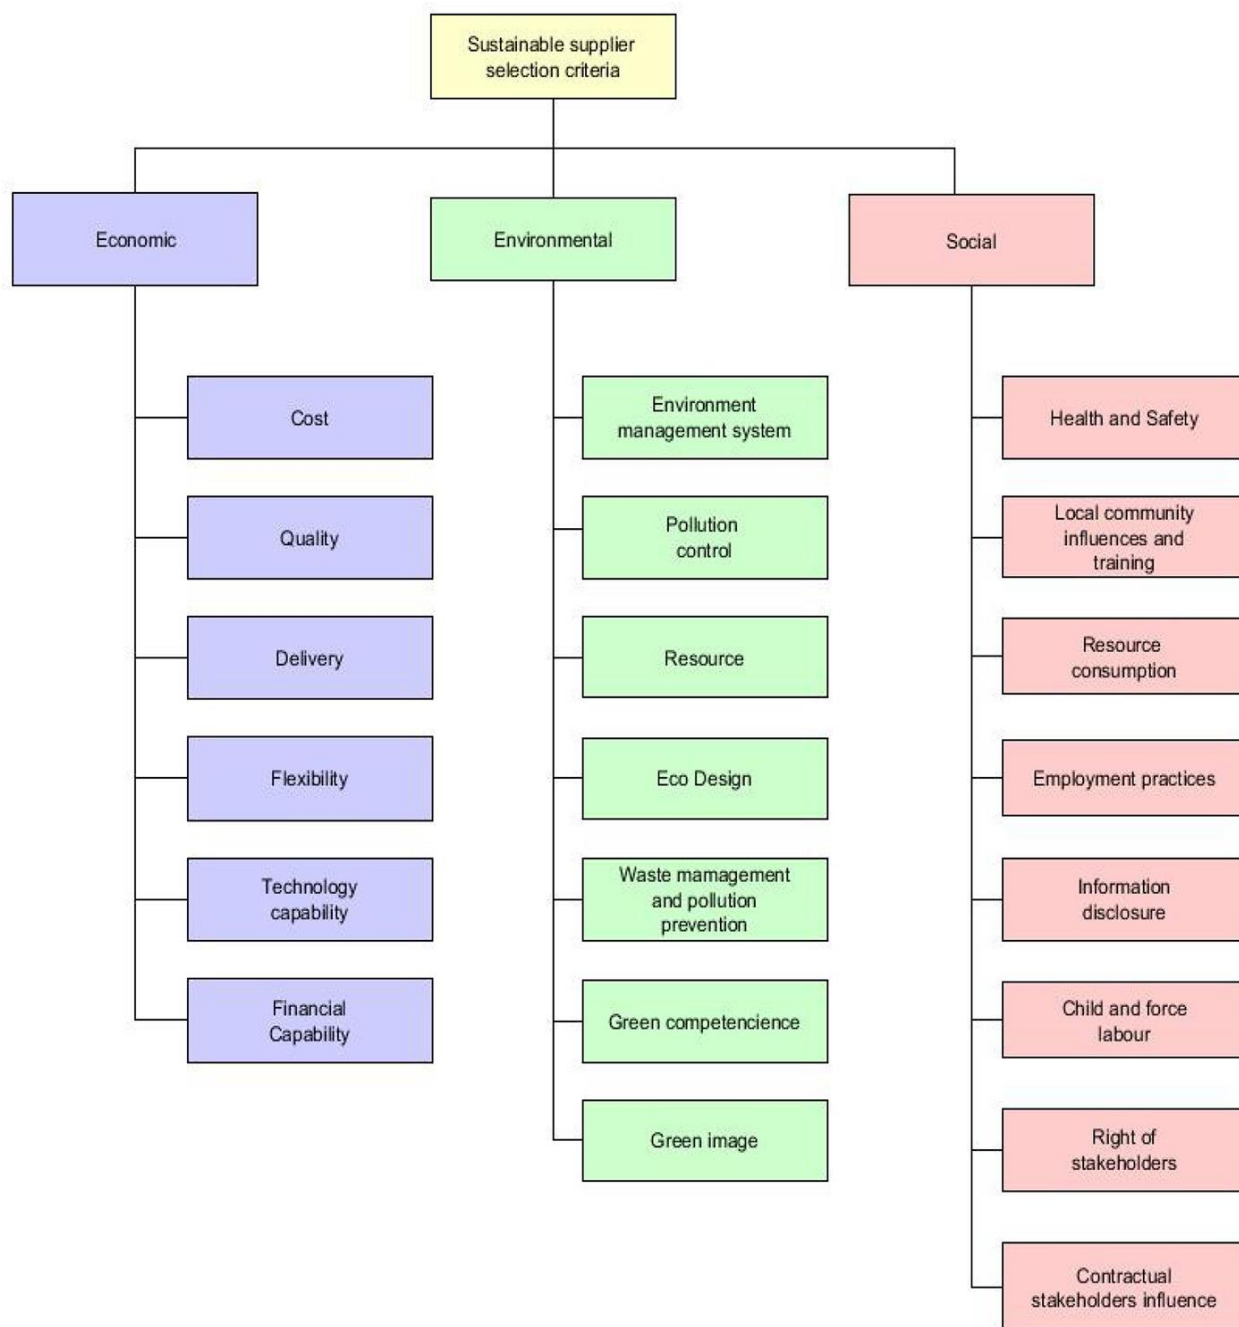 Sustainable supplier
selection criteria
Economic
Environmental
Social
Cost
Quality
Delivery
Flexibility
Technology
capability
Financial
Capability
Environment
management system
Pollution
control
Resource
Eco Design
Waste mamagement
and pollution
prevention
Green competencience
Green image
Health and Safety
Local community
influences and
training
Resource
consumption
Employment practices
Information
disclosure
Child and force
labour
Right of
stakeholders
Contractual
stakeholders influence